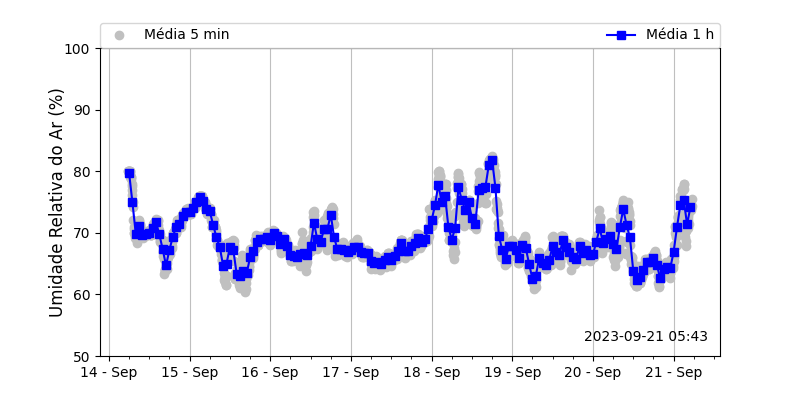 Média 5 min
Média 1 h
Umidade Relativa do Ar (%)
100
90
80
70
60
50
2023-09-21 05:43
14 - Sep
15 - Sep
16 - Sep
17 - Sep
18 - Sep
19 - Sep
20 - Sep
21 - Sep